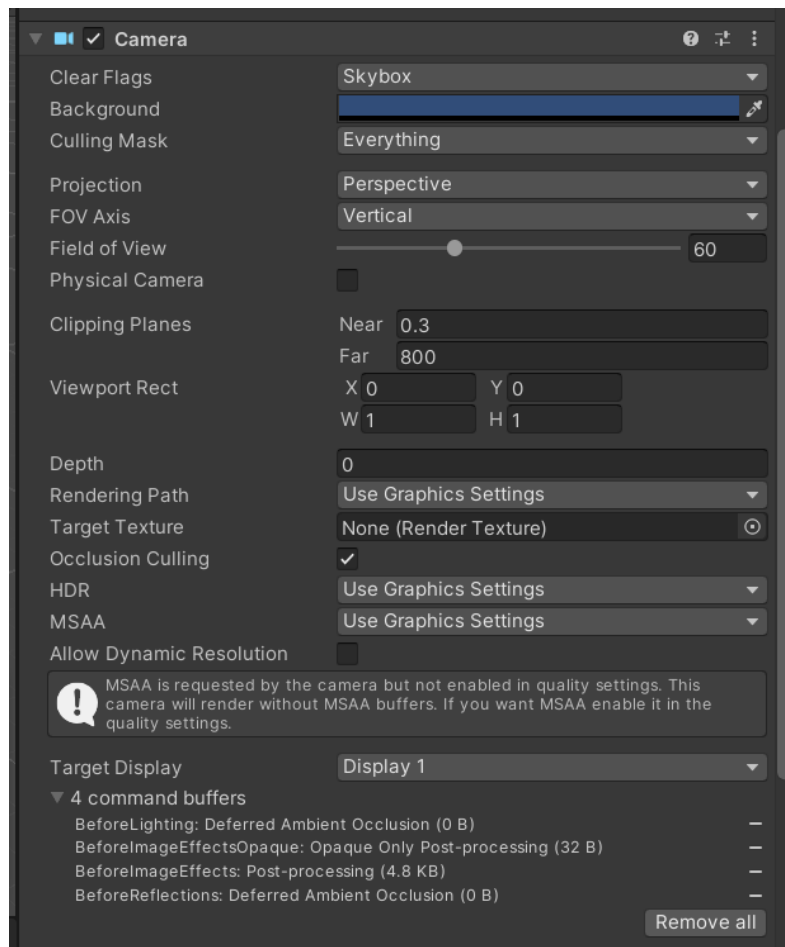 Camera
Clear Flags Skybox
Background
Culling Mask Everything
Projection Perspective
FOV Axis Vertical
Field of View 60
Physical Camera
Clipping Planes Near 0.3
Far 800
Viewport Rect X 0 Y 0
W 1 H 1
Depth 0
Rendering Path Use Graphics Settings
Target Texture None (Render Texture)
Occlusion Culling
HDR Use Graphics Settings
MSAA Use Graphics Settings
Allow Dynamic Resolution
MSAA is requested by the camera but not enabled in quality settings. This
camera will render without MSAA buffers. If you want MSAA enable it in the
quality settings.
Target Display Display 1
4 command buffers
BeforeLighting: Deferred Ambient Occlusion (0 B)
BeforeImageEffectsOpaque: Opaque Only Post-processing (32 B)
BeforeImageEffects: Post-processing (4.8 KB)
BeforeReflections: Deferred Ambient Occlusion (0 B)
Remove all